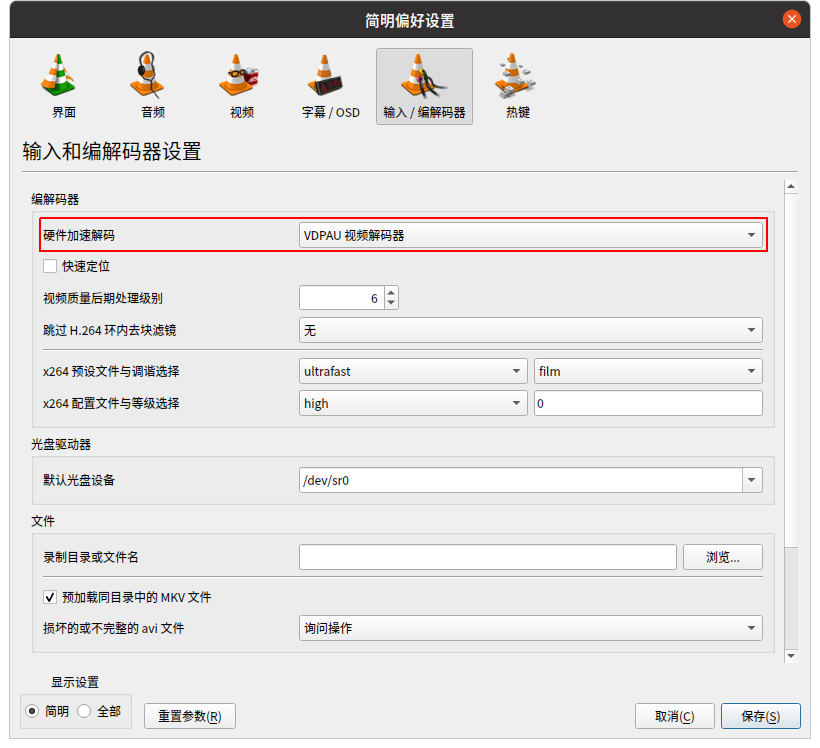 简明偏好设置
界面 音频 视频 字幕 / OSD 输入 / 编解码器 热键
输入和编解码器设置
编解码器
硬件加速解码 VDPAU 视频解码器
快速定位
视频质量后期处理级别 6
跳过 H.264 环内去块滤镜 无
x264 预设文件与调谐选择 ultrafast film
x264 配置文件与等级选择 high 0
光盘驱动器
默认光盘设备 /dev/sr0
文件
录制目录或文件名 浏览...
预加载同目录中的 MKV 文件
损坏的或不完整的 avi 文件 询问操作
显示设置
简明 全部 重置参数(R) 取消(C) 保存(S)